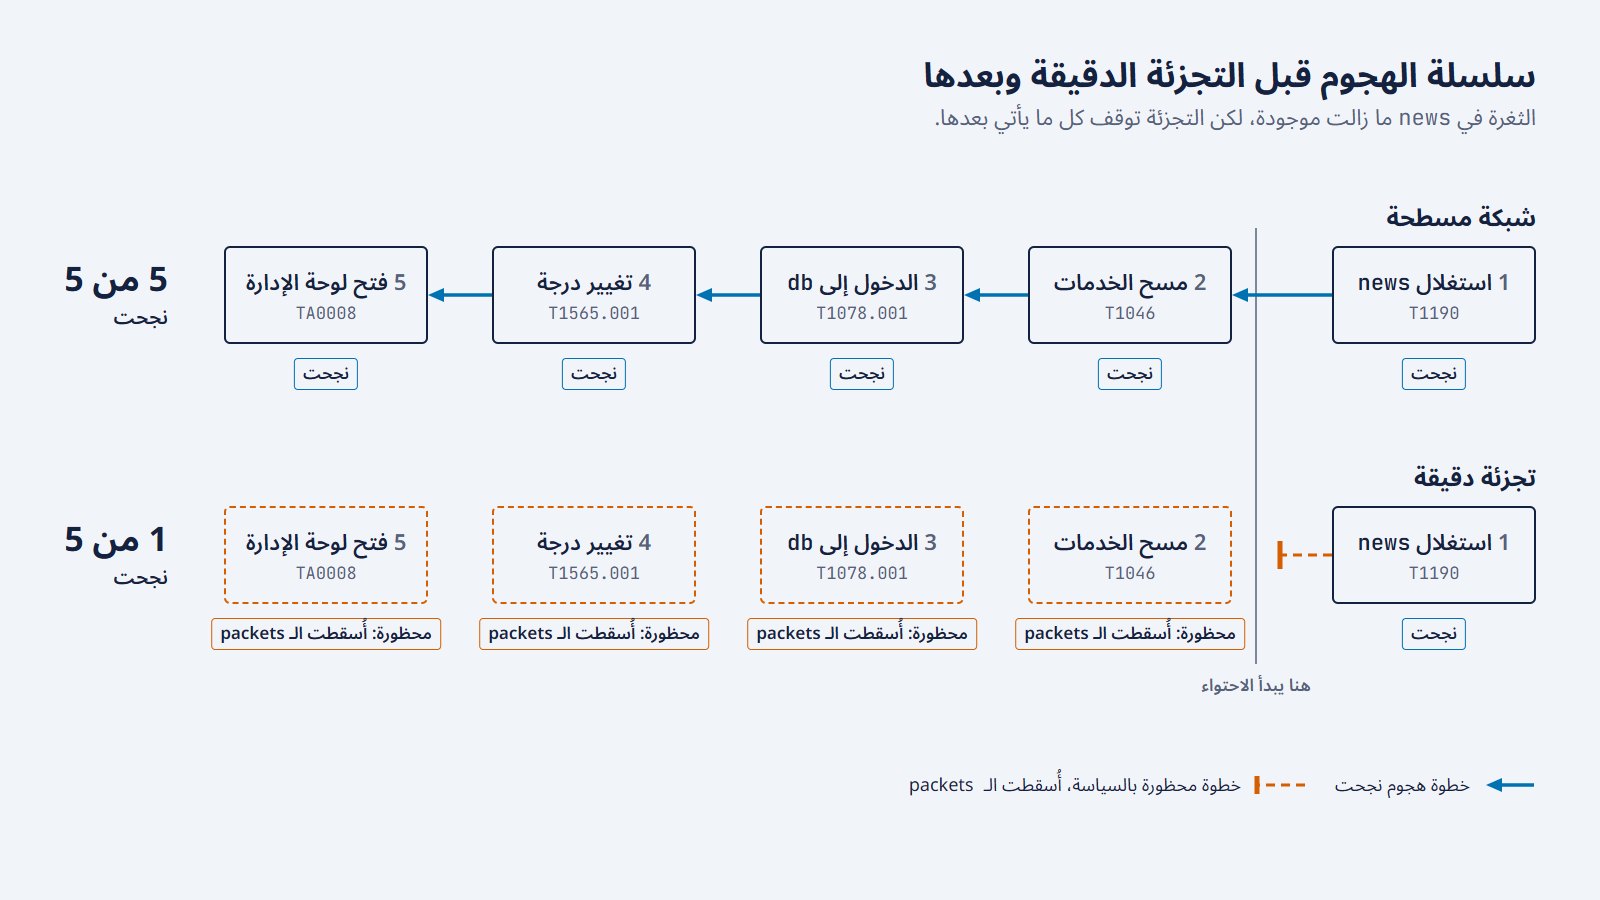 سلسلة الهجوم قبل التجزئة الدقيقة وبعدها
الثغرة في news ما زالت موجودة، لكن التجزئة توقف كل ما يأتي بعدها.
شبكة مسطحة
1 استغلال news
T1190
نجحت
2 مسح الخدمات
T1046
نجحت
3 الدخول إلى db
T1078.001
نجحت
4 تغيير درجة
T1565.001
نجحت
5 فتح لوحة الإدارة
TA0008
نجحت
5 من 5
نجحت
تجزئة دقيقة
1 استغلال news
T1190
نجحت
2 مسح الخدمات
T1046
محظورة: أُسقطت الـ packets
3 الدخول إلى db
T1078.001
محظورة: أُسقطت الـ packets
4 تغيير درجة
T1565.001
محظورة: أُسقطت الـ packets
5 فتح لوحة الإدارة
TA0008
محظورة: أُسقطت الـ packets
1 من 5
نجحت
هنا يبدأ الاحتواء
خطوة هجوم نجحت
خطوة محظورة بالسياسة، أُسقطت الـ packets